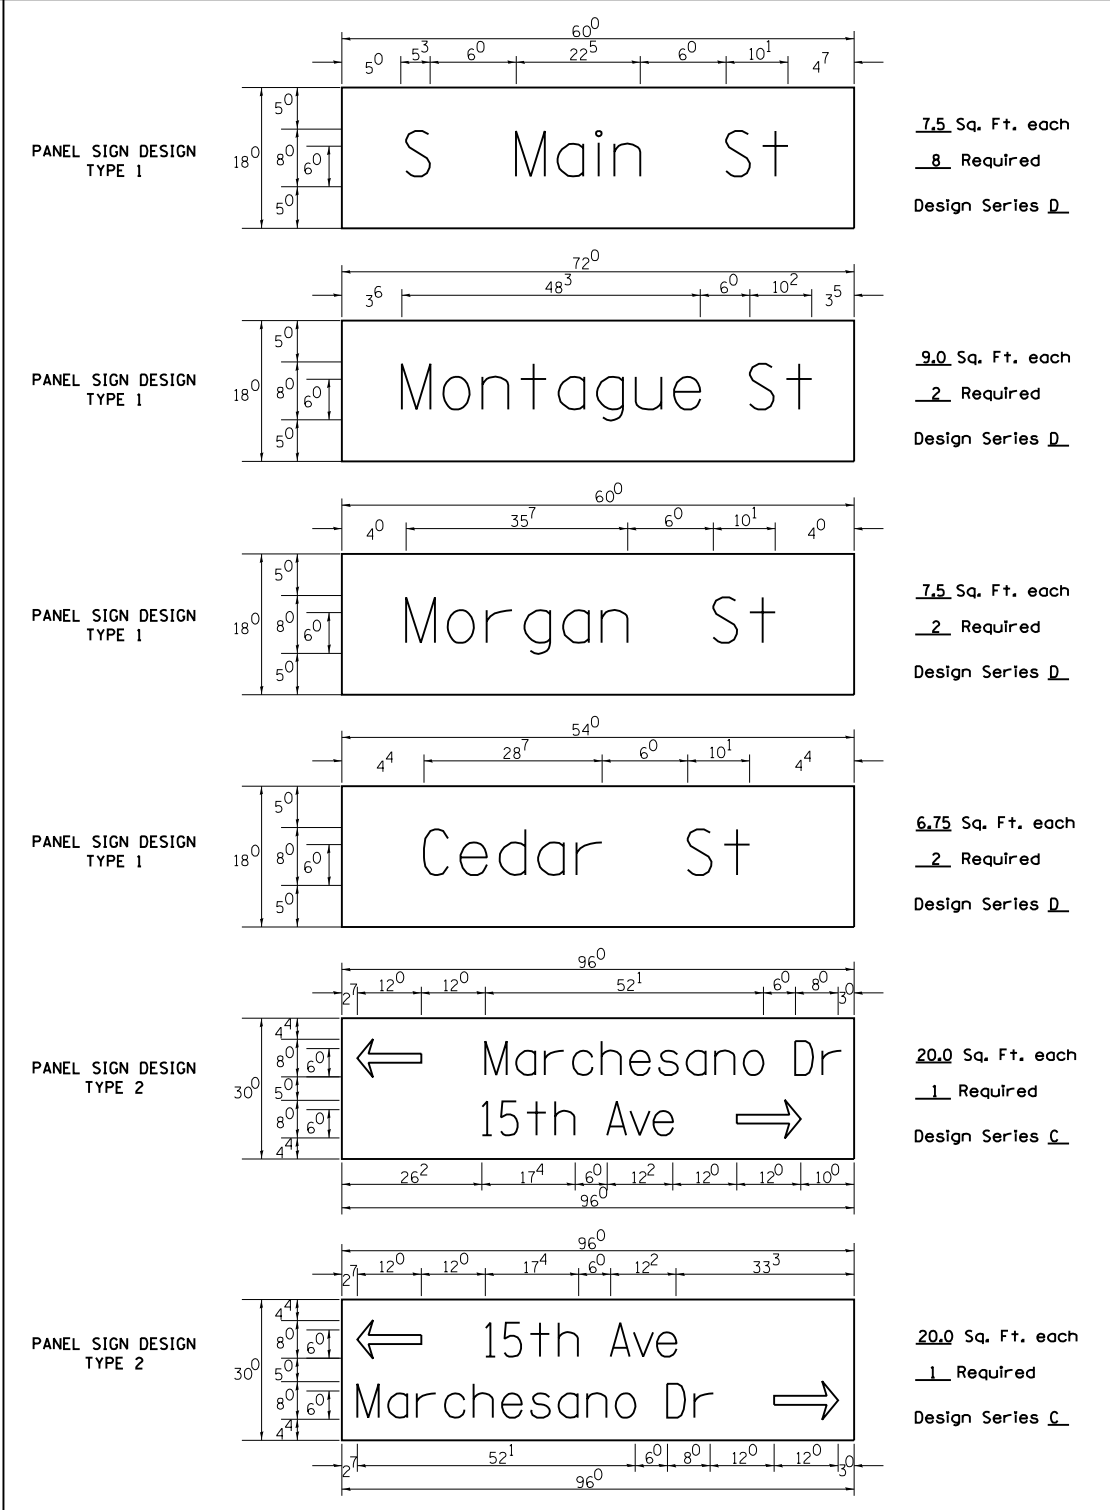 60⁰
5⁰ 5³ 6⁰ 22⁵ 6⁰ 10¹ 4⁷
PANEL SIGN DESIGN
TYPE 1
18⁰ 5⁰ 8⁰ 6⁰ 5⁰
S Main St
7.5 Sq. Ft. each
8 Required
Design Series D
72⁰
3⁶ 48³ 6⁰ 10² 3⁵
PANEL SIGN DESIGN
TYPE 1
18⁰ 5⁰ 8⁰ 6⁰ 5⁰
Montague St
9.0 Sq. Ft. each
2 Required
Design Series D
60⁰
4⁰ 35⁷ 6⁰ 10¹ 4⁰
PANEL SIGN DESIGN
TYPE 1
18⁰ 5⁰ 8⁰ 6⁰ 5⁰
Morgan St
7.5 Sq. Ft. each
2 Required
Design Series D
54⁰
4⁴ 28⁷ 6⁰ 10¹ 4⁴
PANEL SIGN DESIGN
TYPE 1
18⁰ 5⁰ 8⁰ 6⁰ 5⁰
Cedar St
6.75 Sq. Ft. each
2 Required
Design Series D
96⁰
2⁷ 12⁰ 12⁰ 52¹ 6⁰ 8⁰ 3⁰
PANEL SIGN DESIGN
TYPE 2
30⁰ 4⁴ 8⁰ 6⁰ 5⁰ 8⁰ 6⁰ 4⁴
Marchesano Dr
15th Ave
20.0 Sq. Ft. each
1 Required
Design Series C
26² 17⁴ 6⁰ 12² 12⁰ 12⁰ 10⁰
96⁰
96⁰
2⁷ 12⁰ 12⁰ 17⁴ 6⁰ 12² 33³
PANEL SIGN DESIGN
TYPE 2
30⁰ 4⁴ 8⁰ 6⁰ 5⁰ 8⁰ 6⁰ 4⁴
15th Ave
Marchesano Dr
20.0 Sq. Ft. each
1 Required
Design Series C
2⁷ 52¹ 6⁰ 8⁰ 12⁰ 12⁰ 3⁰
96⁰